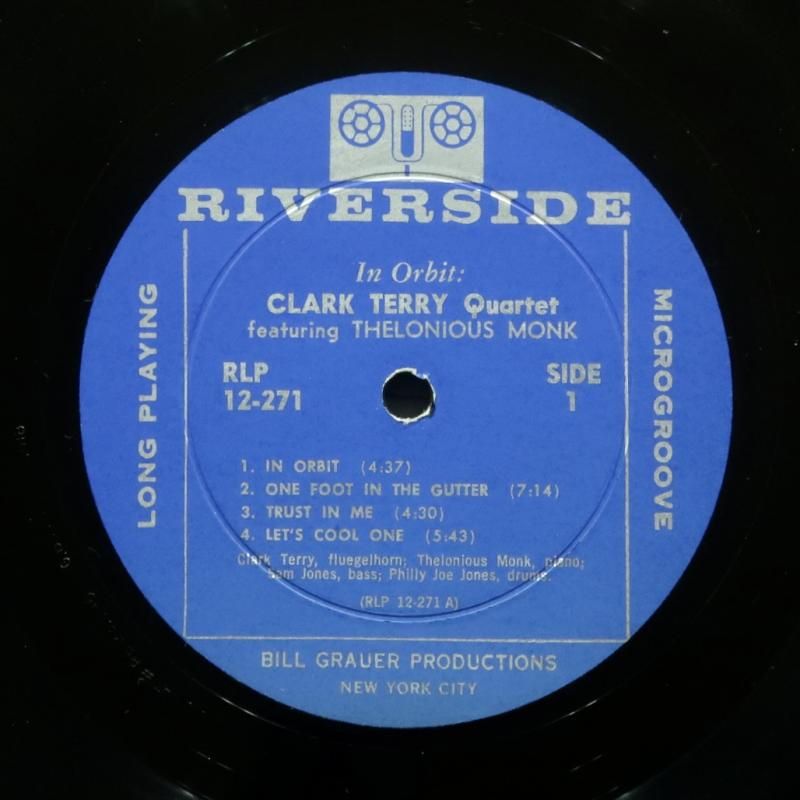 RIVERSIDE
In Orbit:
CLARK TERRY Quartet
featuring THELONIOUS MONK
RLP
12-271
SIDE
1
LONG PLAYING
MICROGROOVE
1. IN ORBIT (4:37)
2. ONE FOOT IN THE GUTTER (7:14)
3. TRUST IN ME (4:30)
4. LET'S COOL ONE (5:43)
Clark Terry, fluegelhorn; Thelonious Monk, piano;
Sam Jones, bass; Philly Joe Jones, drums.
(RLP 12-271 A)
BILL GRAUER PRODUCTIONS
NEW YORK CITY